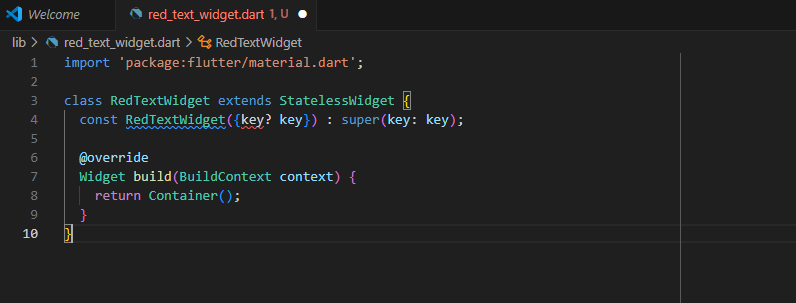 Welcome
red_text_widget.dart 1, U
lib > red_text_widget.dart > RedTextWidget
1 import 'package:flutter/material.dart';
2
3 class RedTextWidget extends StatelessWidget {
4 const RedTextWidget({key? key}) : super(key: key);
5
6 @override
7 Widget build(BuildContext context) {
8 return Container();
9 }
10 }